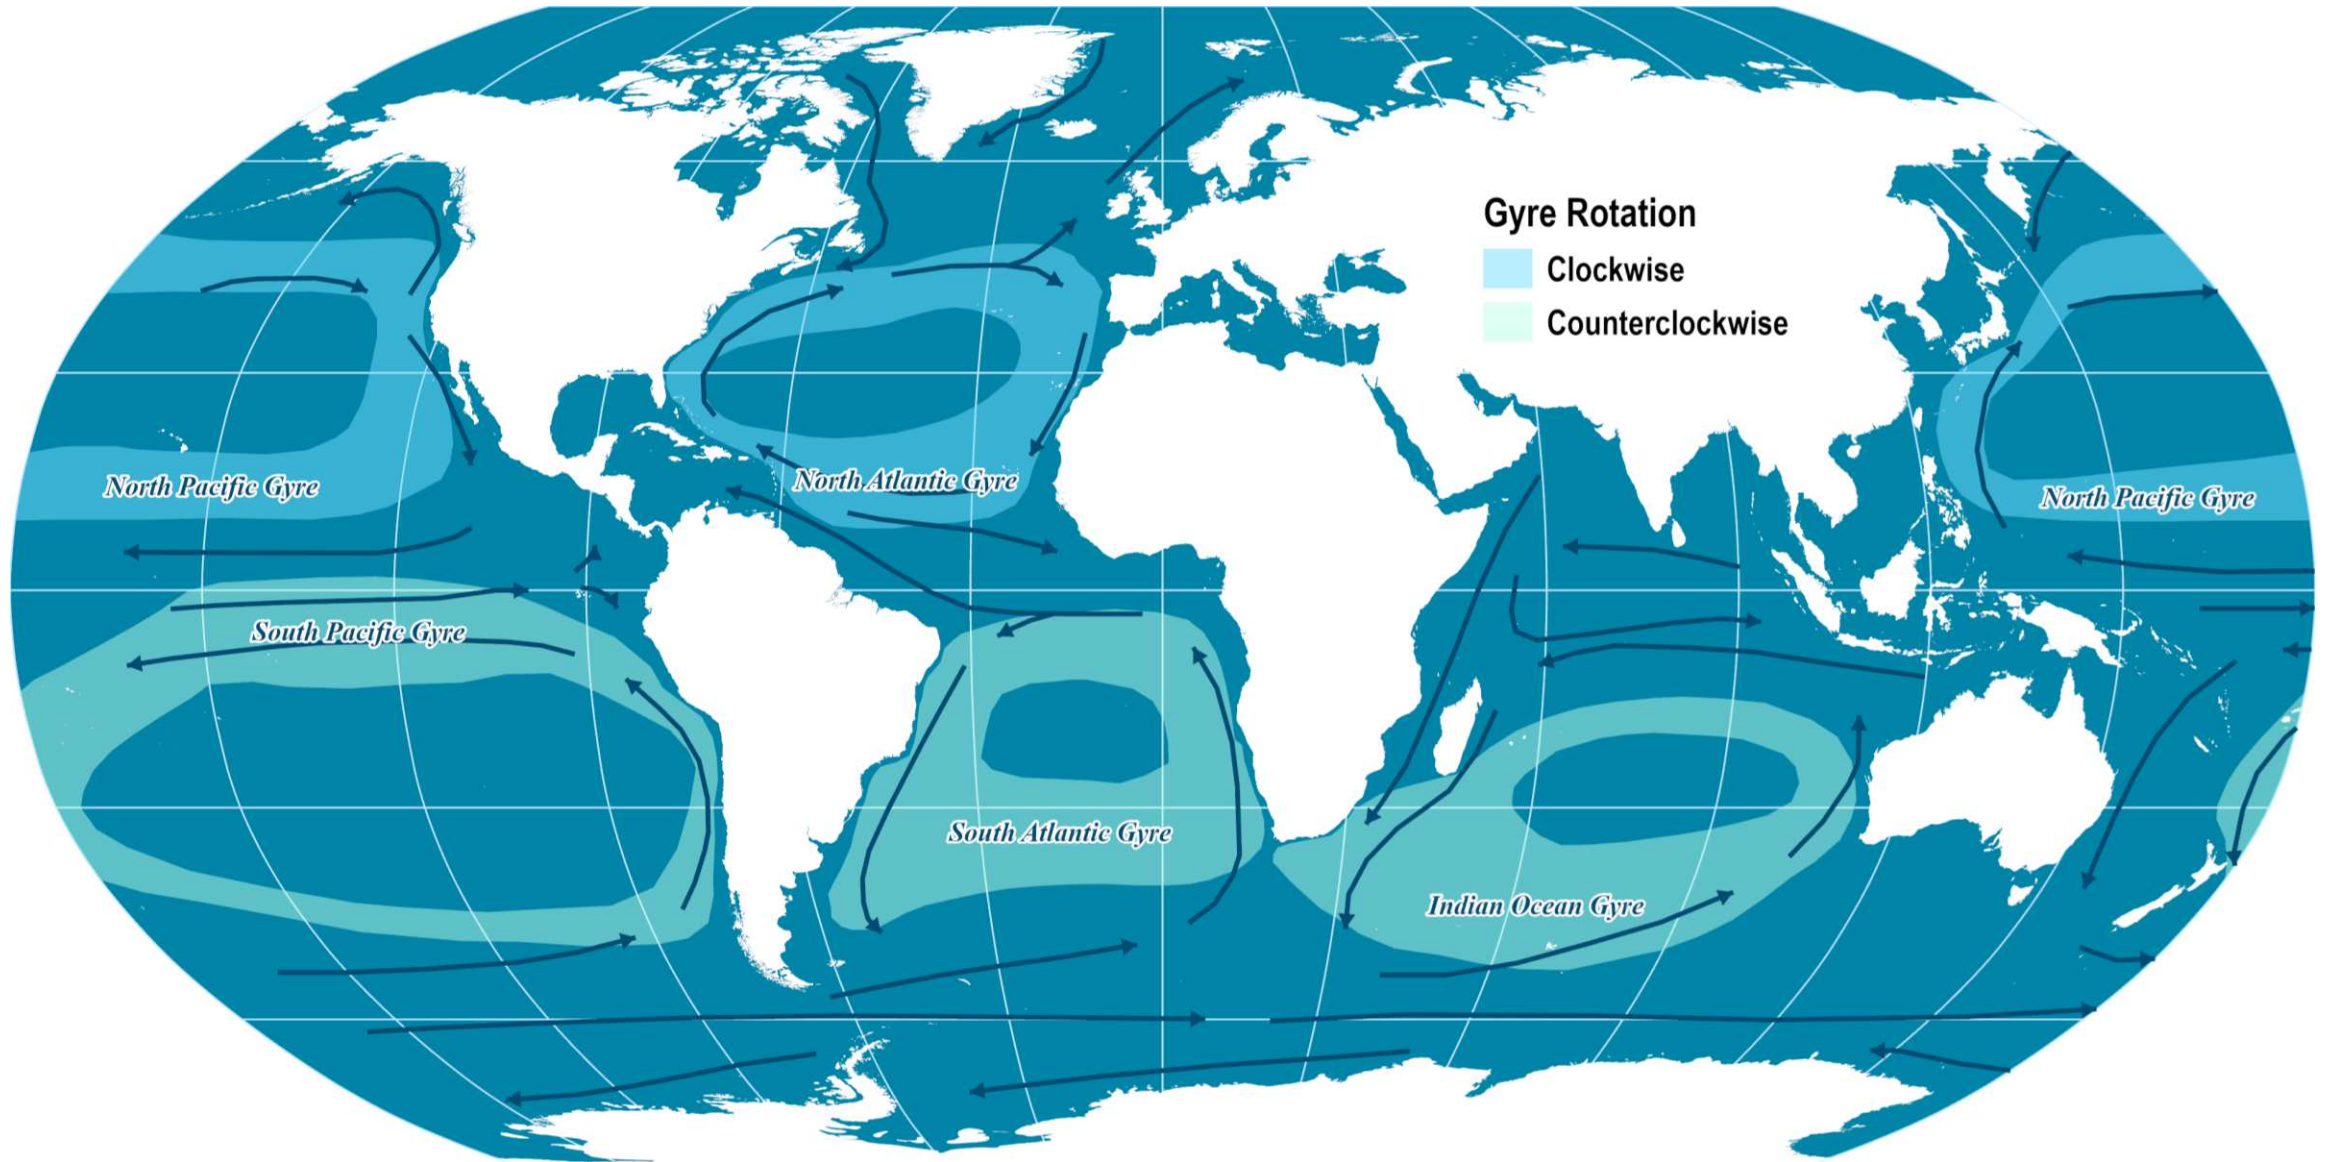 Gyre Rotation
Clockwise
Counterclockwise
North Pacific Gyre
North Atlantic Gyre
North Pacific Gyre
South Pacific Gyre
South Atlantic Gyre
Indian Ocean Gyre